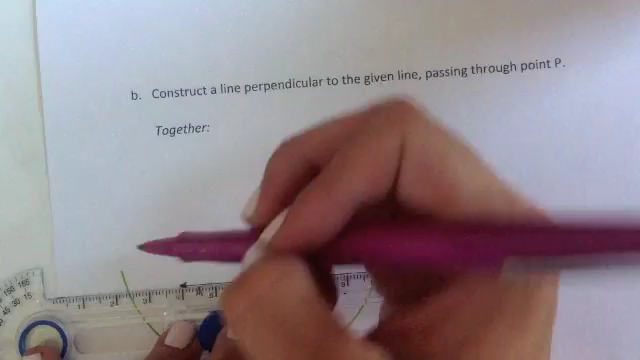 b. Construct a line perpendicular to the given line, passing through point P.
Together: